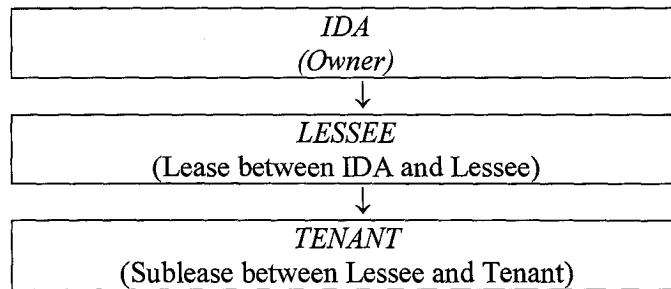 IDA
(Owner)
LESSEE
(Lease between IDA and Lessee)
TENANT
(Sublease between Lessee and Tenant)